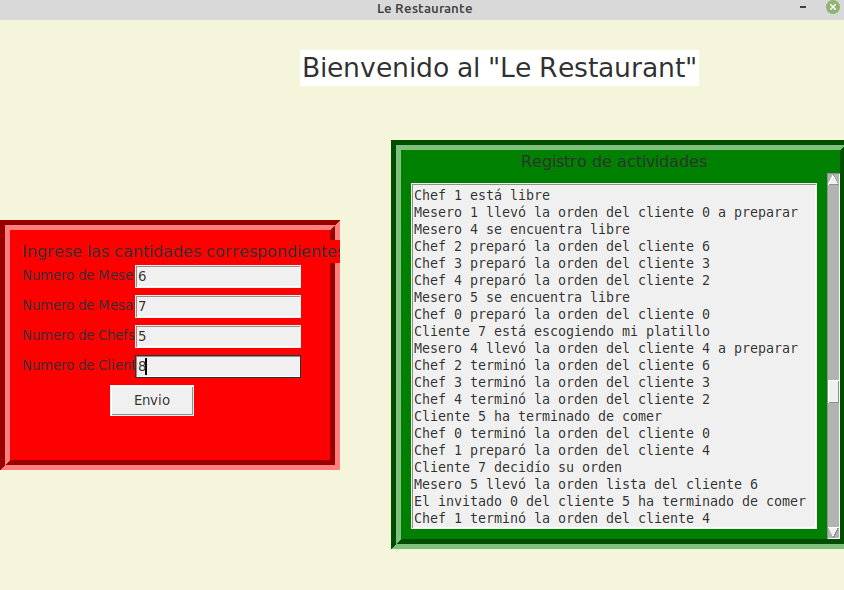 Le Restaurante
Bienvenido al "Le Restaurant"
Ingrese las cantidades correspondientes
Numero de Mese 6
Numero de Mesa 7
Numero de Chefs 5
Numero de Client 8
Envio
Registro de actividades
Chef 1 está libre
Mesero 1 llevó la orden del cliente 0 a preparar
Mesero 4 se encuentra libre
Chef 2 preparó la orden del cliente 6
Chef 3 preparó la orden del cliente 3
Chef 4 preparó la orden del cliente 2
Mesero 5 se encuentra libre
Chef 0 preparó la orden del cliente 0
Cliente 7 está escogiendo mi platillo
Mesero 4 llevó la orden del cliente 4 a preparar
Chef 2 terminó la orden del cliente 6
Chef 3 terminó la orden del cliente 3
Chef 4 terminó la orden del cliente 2
Cliente 5 ha terminado de comer
Chef 0 terminó la orden del cliente 0
Chef 1 preparó la orden del cliente 4
Cliente 7 decidío su orden
Mesero 5 llevó la orden lista del cliente 6
El invitado 0 del cliente 5 ha terminado de comer
Chef 1 terminó la orden del cliente 4